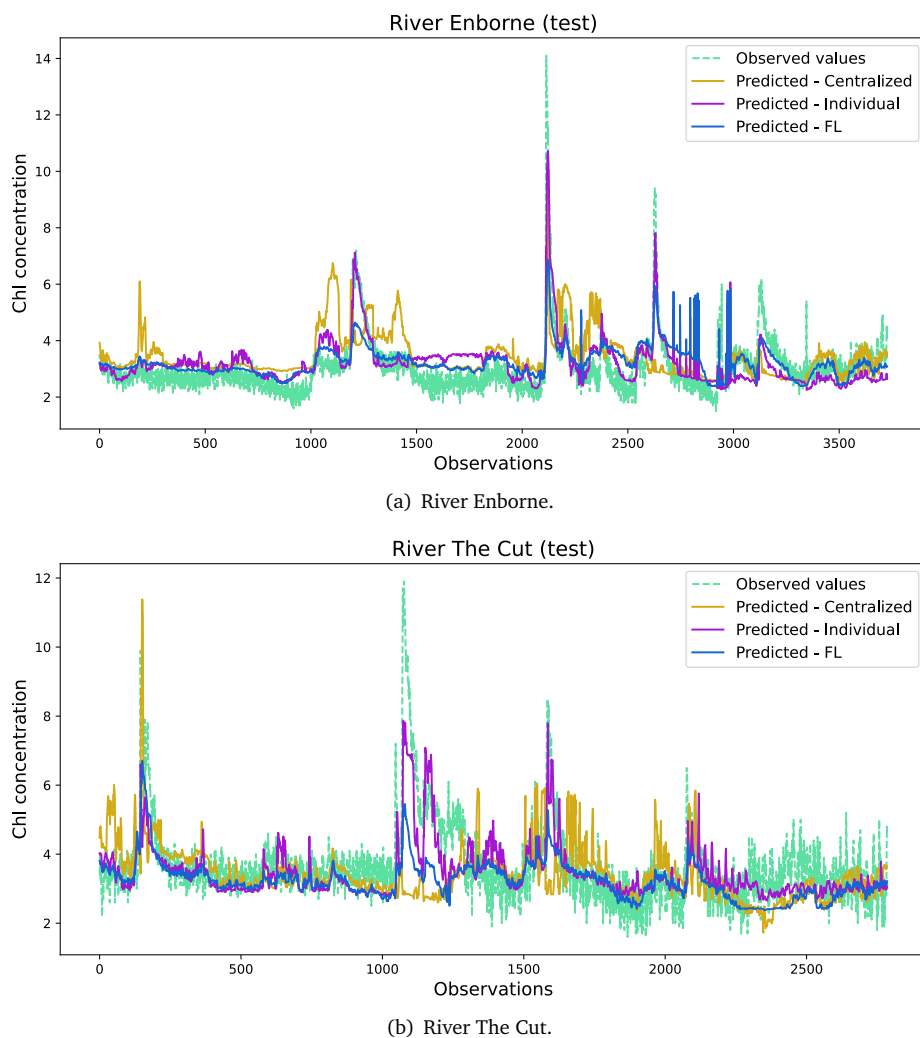 River Enborne (test)
14
12
10
8
6
4
2
Chl concentration
Observed values
Predicted - Centralized
Predicted - Individual
Predicted - FL
0 500 1000 1500 2000 2500 3000 3500
Observations
(a) River Enborne.
River The Cut (test)
12
10
8
6
4
2
Chl concentration
Observed values
Predicted - Centralized
Predicted - Individual
Predicted - FL
0 500 1000 1500 2000 2500
Observations
(b) River The Cut.